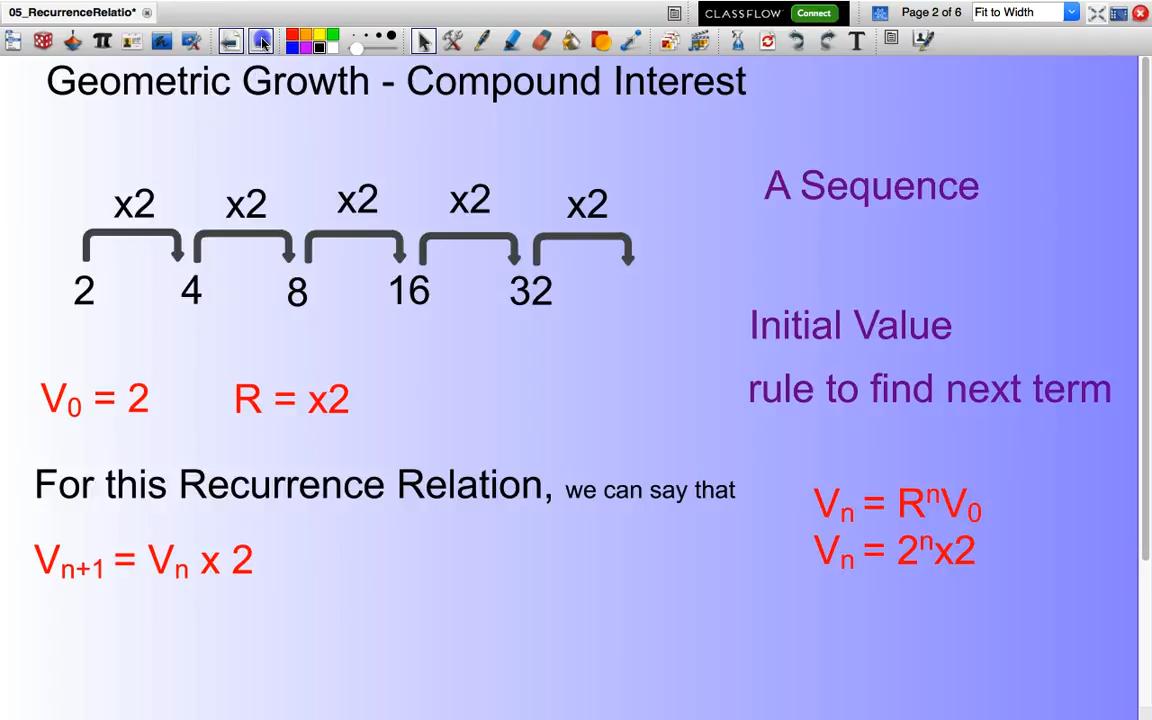 05_RecurrenceRelatio*
CLASSFLOW Connect
Page 2 of 6
Fit to Width
Geometric Growth - Compound Interest
x2 x2 x2 x2 x2
2 4 8 16 32
A Sequence
Initial Value
rule to find next term
V₀ = 2 R = x2
For this Recurrence Relation, we can say that
Vₙ₊₁ = Vₙ x 2
Vₙ = RⁿV₀
Vₙ = 2ⁿx2